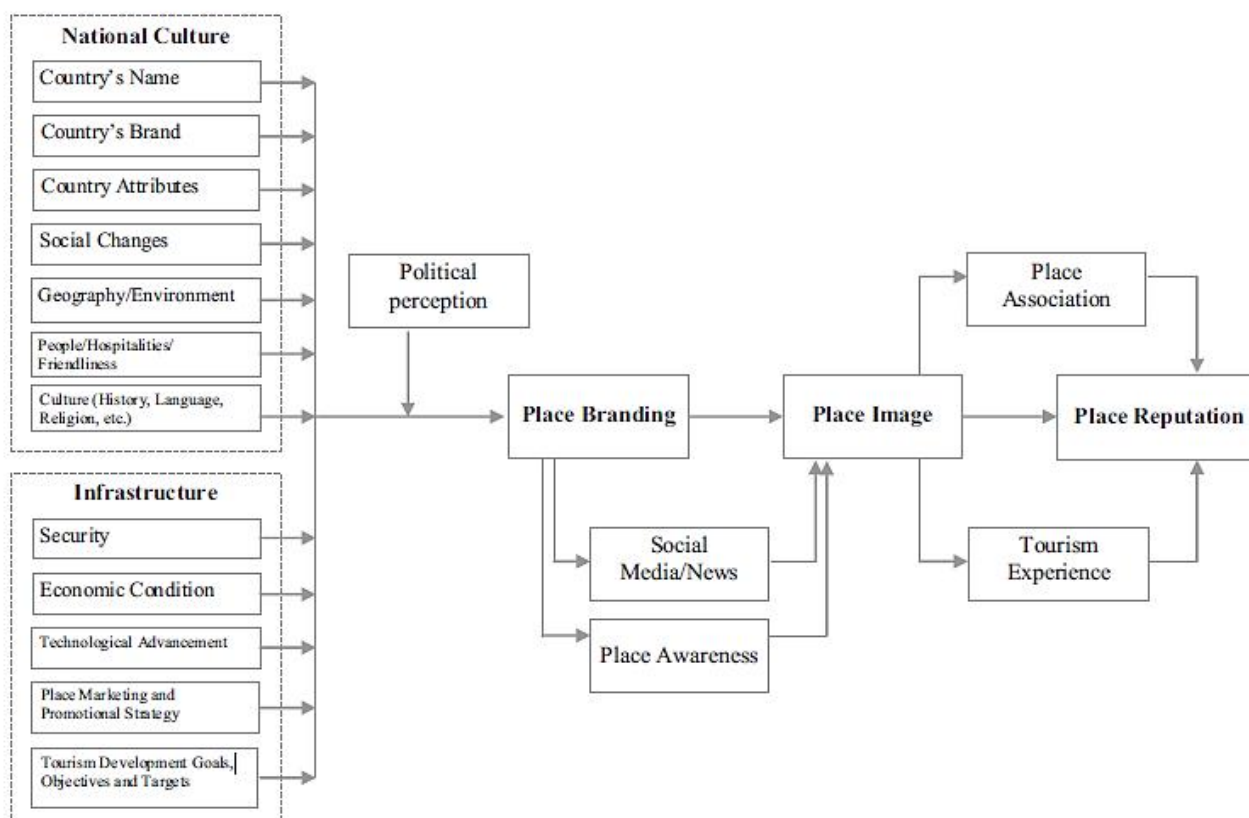 National Culture
Country's Name
Country's Brand
Country Attributes
Social Changes
Geography/Environment
People/Hospitalities/
Friendliness
Culture (History, Language,
Religion, etc.)
Infrastructure
Security
Economic Condition
Technological Advancement
Place Marketing and
Promotional Strategy
Tourism Development Goals,
Objectives and Targets
Political
perception
Place Branding
Social
Media/News
Place Awareness
Place Image
Place
Association
Tourism
Experience
Place Reputation